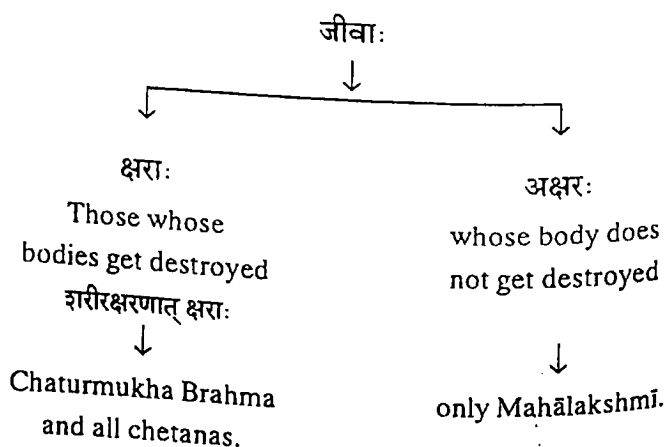 जीवाः
क्षराः
Those whose
bodies get destroyed
शरीरक्षरणात् क्षराः
Chaturmukha Brahma
and all chetanas.
अक्षरः
whose body does
not get destroyed
only Mahālakshmī.